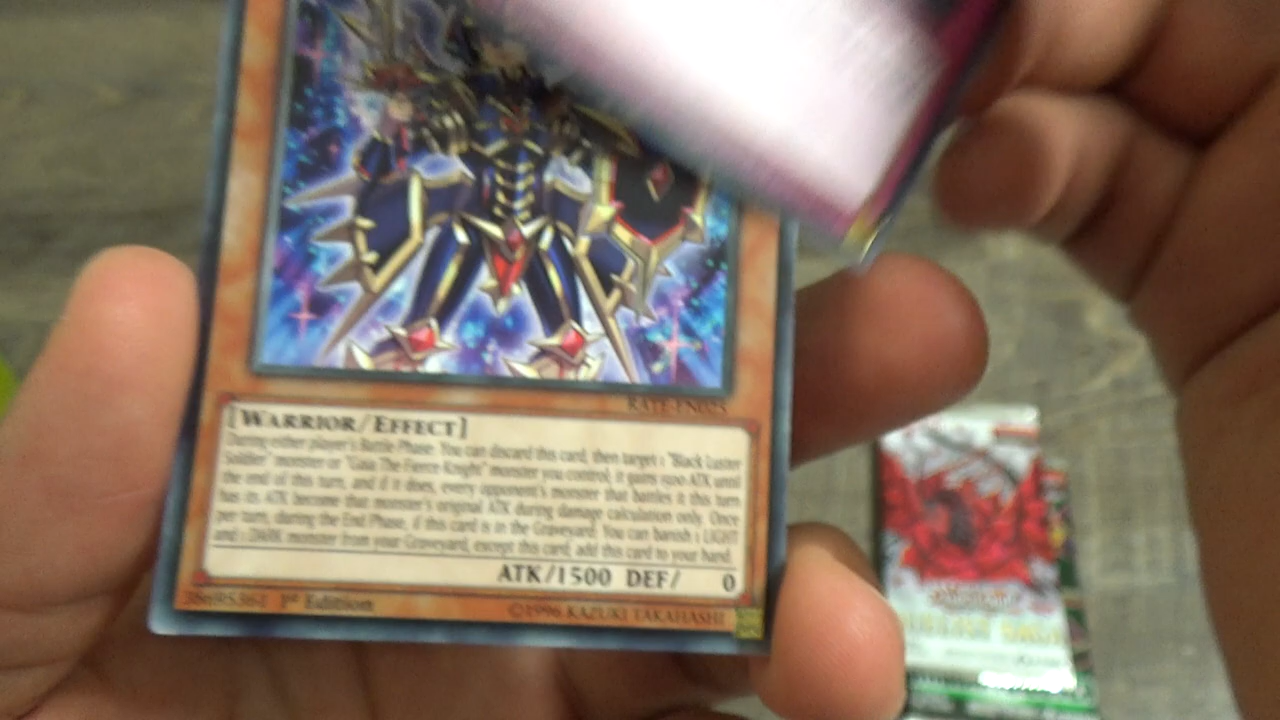 RATE-EN025
[WARRIOR/EFFECT]
During either player's Battle Phase: You can discard this card, then target 1 "Black Luster
Soldier" monster or "Gaia The Fierce Knight" monster you control; it gains 1500 ATK until
the end of this turn, and if it does, every opponent's monster that battles it this turn
has its ATK become that monster's original ATK during damage calculation only. Once
per turn, during the End Phase, if this card is in the Graveyard: You can banish 1 LIGHT
and 1 DARK monster from your Graveyard, except this card; add this card to your hand.
ATK/1500 DEF/ 0
1st Edition ©1996 KAZUKI TAKAHASHI